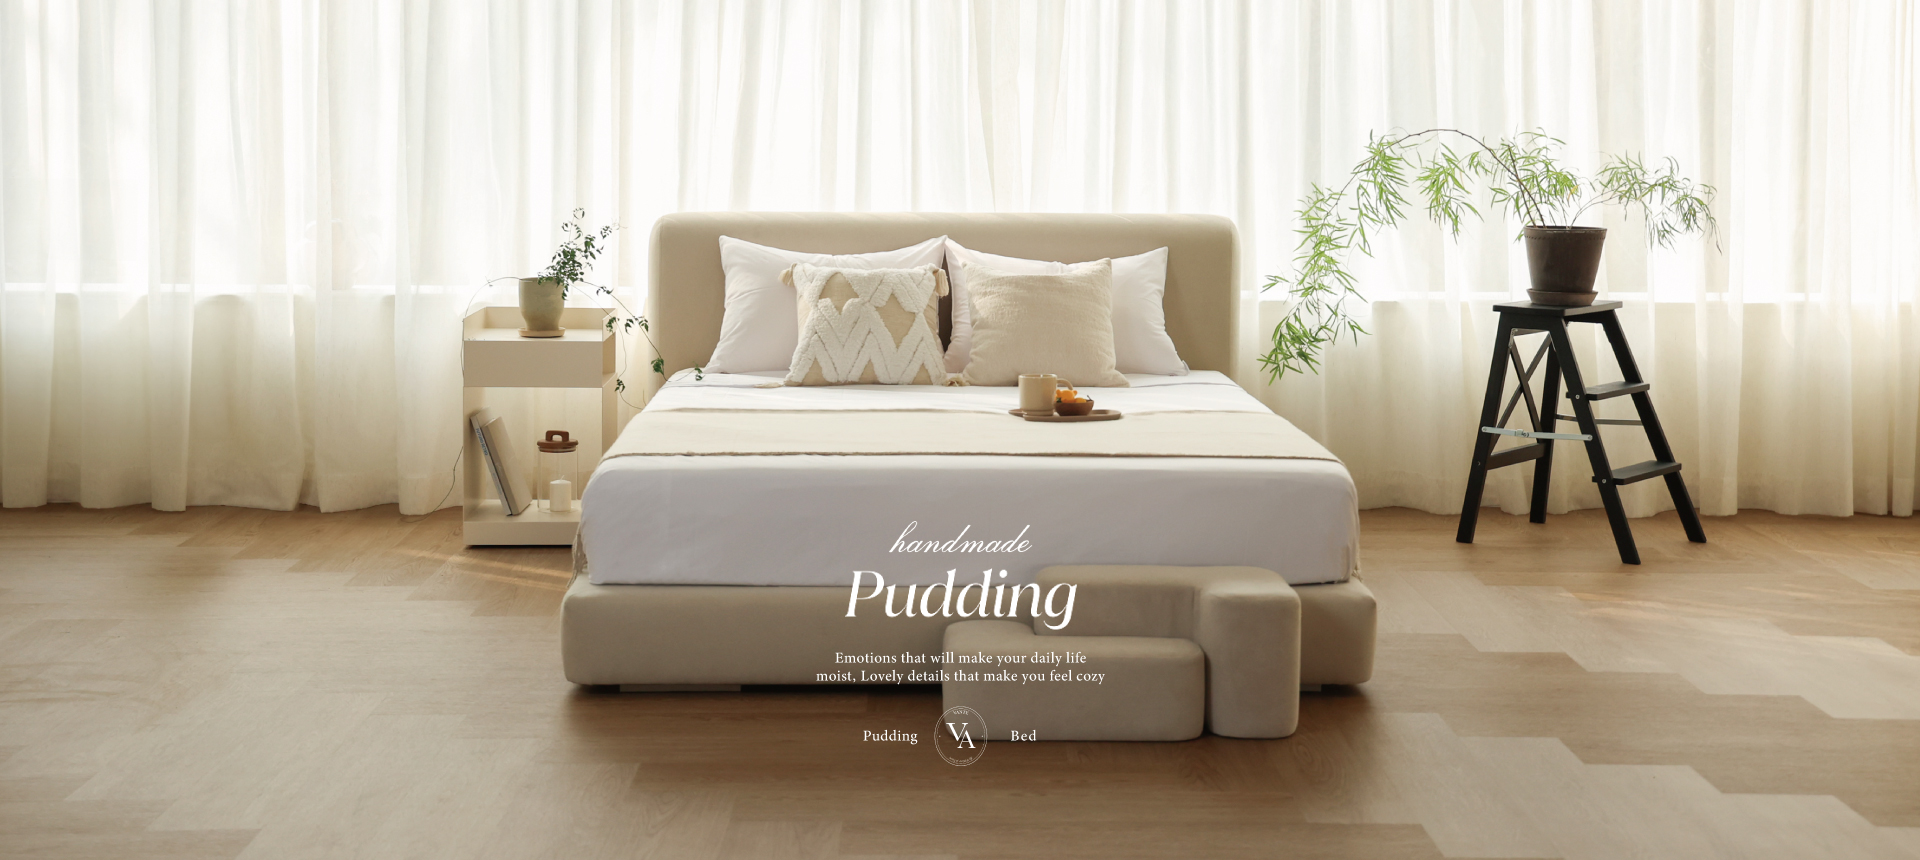 handmade
Pudding
Emotions that will make your daily life
moist, Lovely details that make you feel cozy
Pudding VA Bed